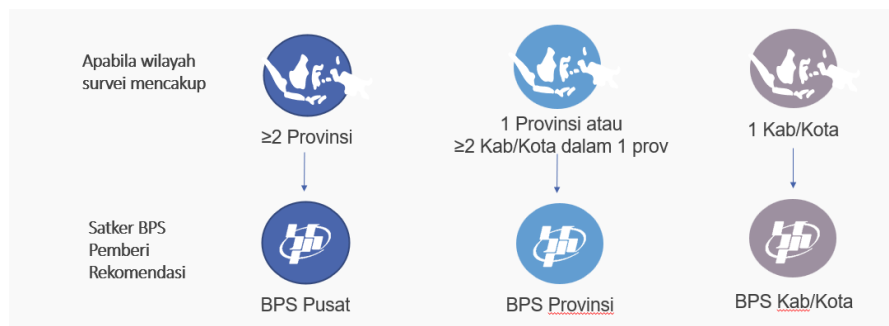 Apabila wilayah
survei mencakup
≥2 Provinsi
1 Provinsi atau
≥2 Kab/Kota dalam 1 prov
1 Kab/Kota
Satker BPS
Pemberi
Rekomendasi
BPS Pusat
BPS Provinsi
BPS Kab/Kota